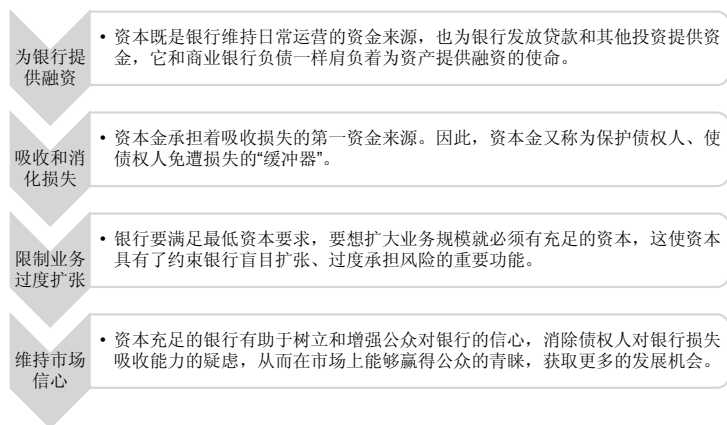 为银行提
供融资
• 资本既是银行维持日常运营的资金来源，也为银行发放贷款和其他投资提供资
金，它和商业银行负债一样肩负着为资产提供融资的使命。
吸收和消
化损失
• 资本金承担着吸收损失的第一资金来源。因此，资本金又称为保护债权人、使
债权人免遭损失的“缓冲器”。
限制业务
过度扩张
• 银行要满足最低资本要求，要想扩大业务规模就必须有充足的资本，这使资本
具有了约束银行盲目扩张、过度承担风险的重要功能。
维持市场
信心
• 资本充足的银行有助于树立和增强公众对银行的信心，消除债权人对银行损失
吸收能力的疑虑，从而在市场上能够赢得公众的青睐，获取更多的发展机会。